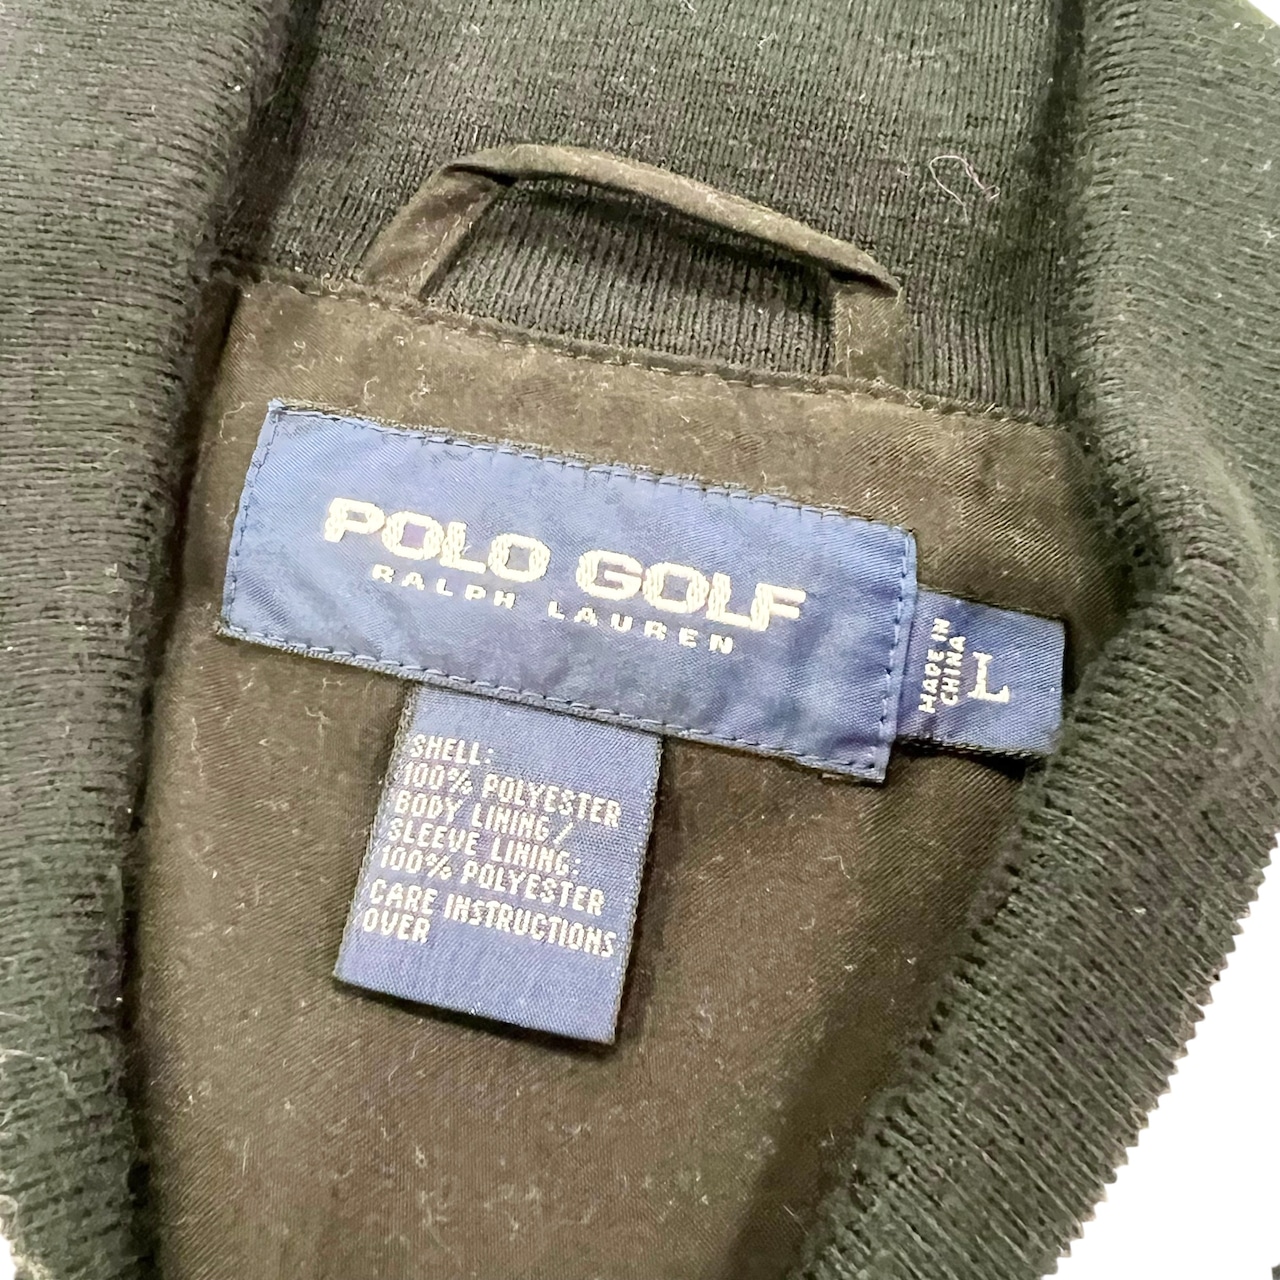 POLO GOLF
RALPH LAUREN
MADE IN
CHINA
L
SHELL:
100% POLYESTER
BODY LINING/
SLEEVE LINING:
100% POLYESTER
CARE INSTRUCTIONS
OVER